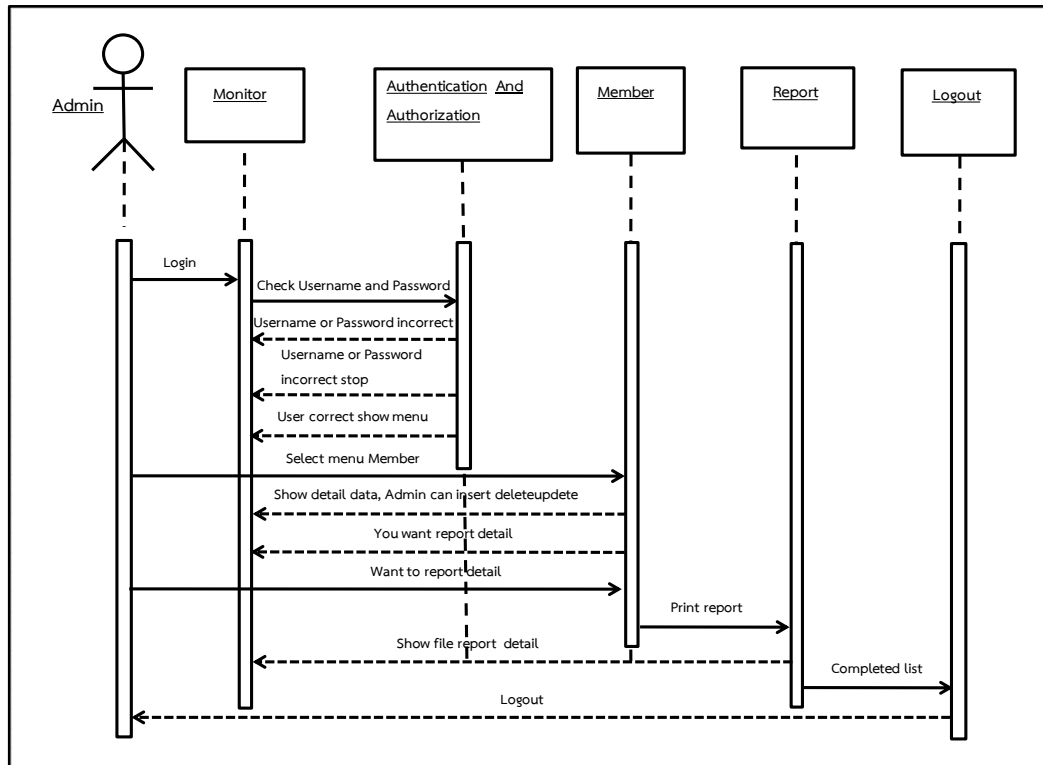 Admin
Monitor
Authentication And
Authorization
Member
Report
Logout
Login
Check Username and Password
Username or Password incorrect
Username or Password
incorrect stop
User correct show menu
Select menu Member
Show detail data, Admin can insert deleteupdete
You want report detail
Want to report detail
Print report
Show file report detail
Completed list
Logout